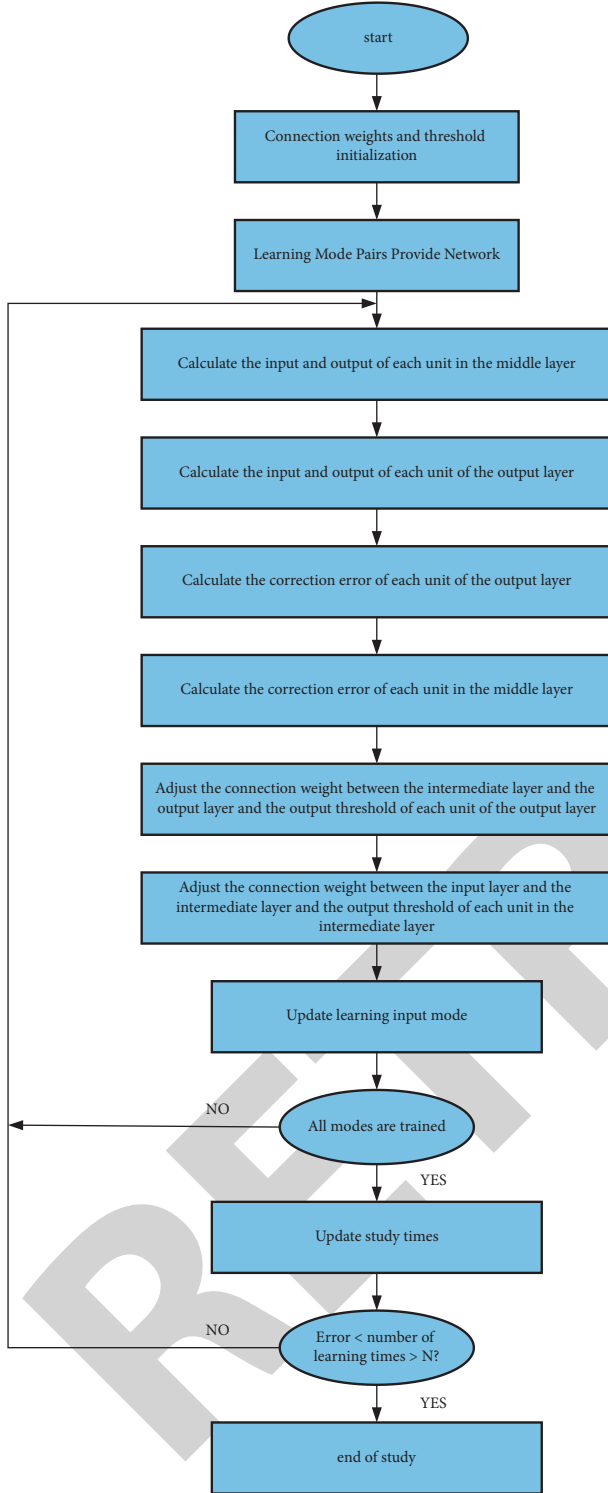 start
Connection weights and threshold
initialization
Learning Mode Pairs Provide Network
Calculate the input and output of each unit in the middle layer
Calculate the input and output of each unit of the output layer
Calculate the correction error of each unit of the output layer
Calculate the correction error of each unit in the middle layer
Adjust the connection weight between the intermediate layer and the
output layer and the output threshold of each unit of the output layer
Adjust the connection weight between the input layer and the
intermediate layer and the output threshold of each unit in the
intermediate layer
Update learning input mode
NO
All modes are trained
YES
Update study times
NO
Error < number of
learning times > N?
YES
end of study